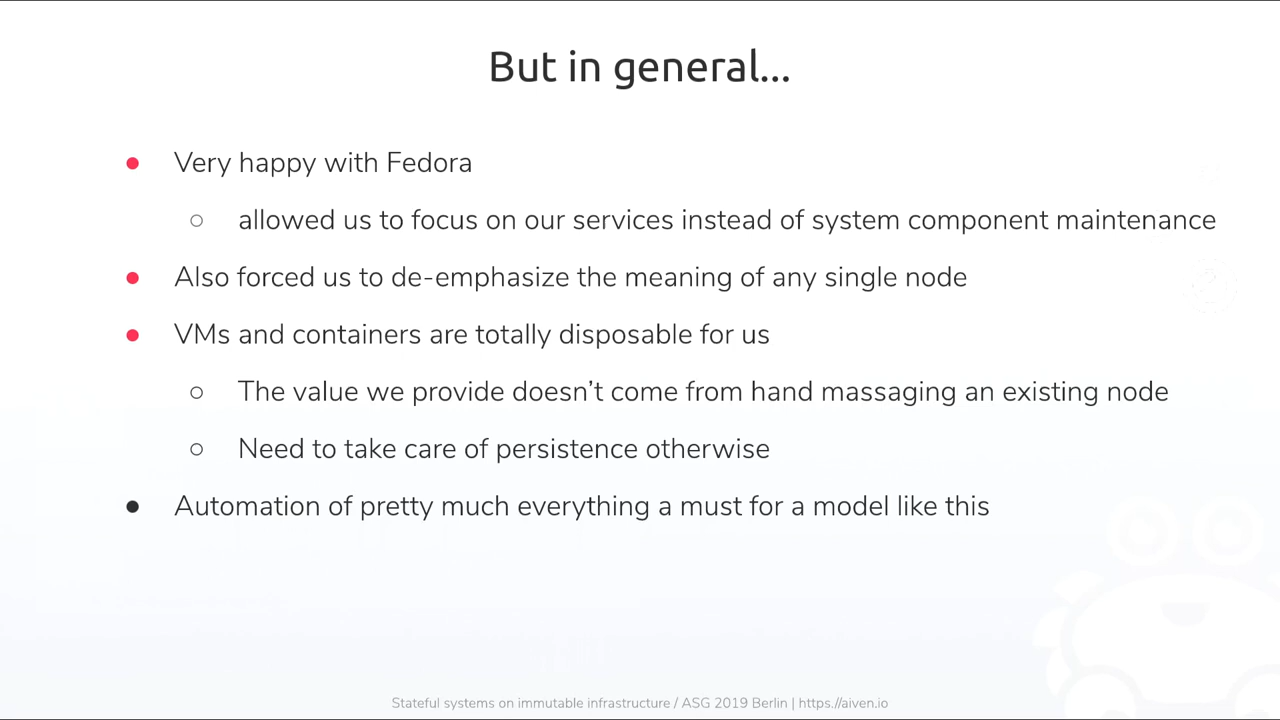 But in general...
● Very happy with Fedora
○ allowed us to focus on our services instead of system component maintenance
● Also forced us to de-emphasize the meaning of any single node
● VMs and containers are totally disposable for us
○ The value we provide doesn’t come from hand massaging an existing node
○ Need to take care of persistence otherwise
● Automation of pretty much everything a must for a model like this
Stateful systems on immutable infrastructure / ASG 2019 Berlin | https://aiven.io